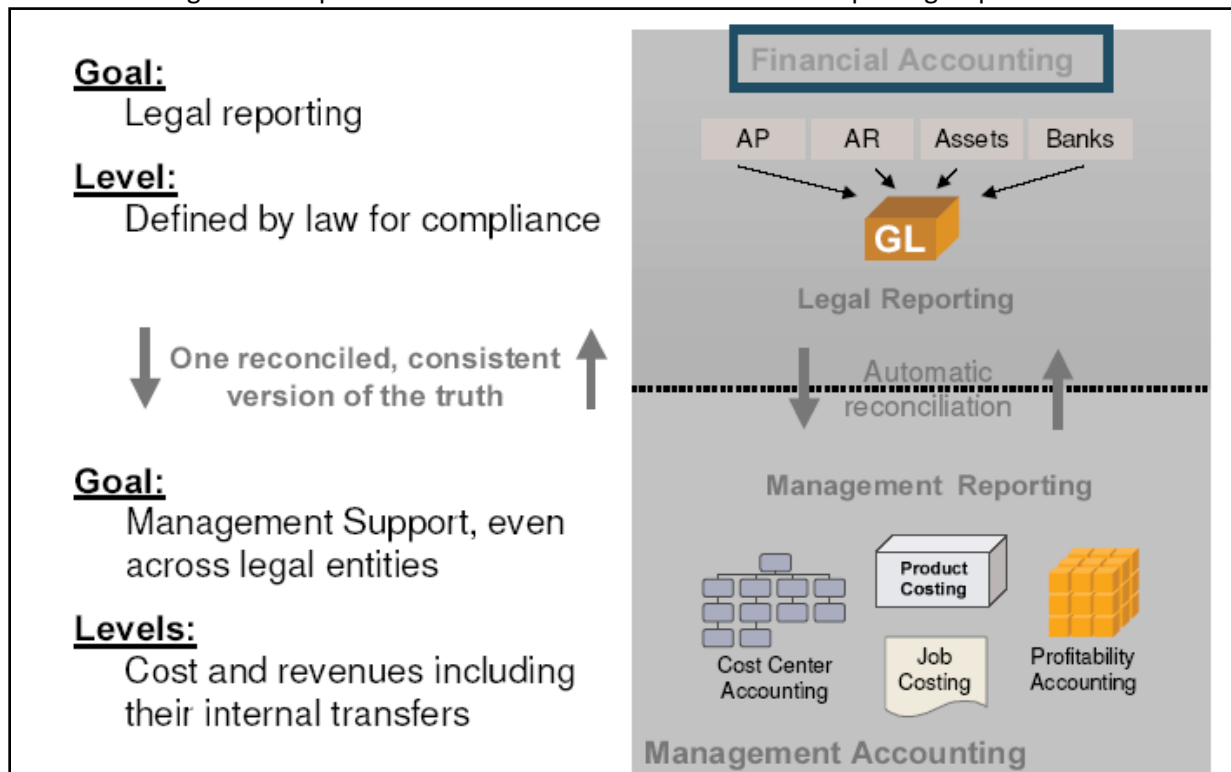 Goal:
Legal reporting
Level:
Defined by law for compliance
One reconciled, consistent
version of the truth
Goal:
Management Support, even
across legal entities
Levels:
Cost and revenues including
their internal transfers
Financial Accounting
AP
AR
Assets
Banks
GL
Legal Reporting
Automatic
reconciliation
Management Reporting
Cost Center
Accounting
Product
Costing
Job
Costing
Profitability
Accounting
Management Accounting